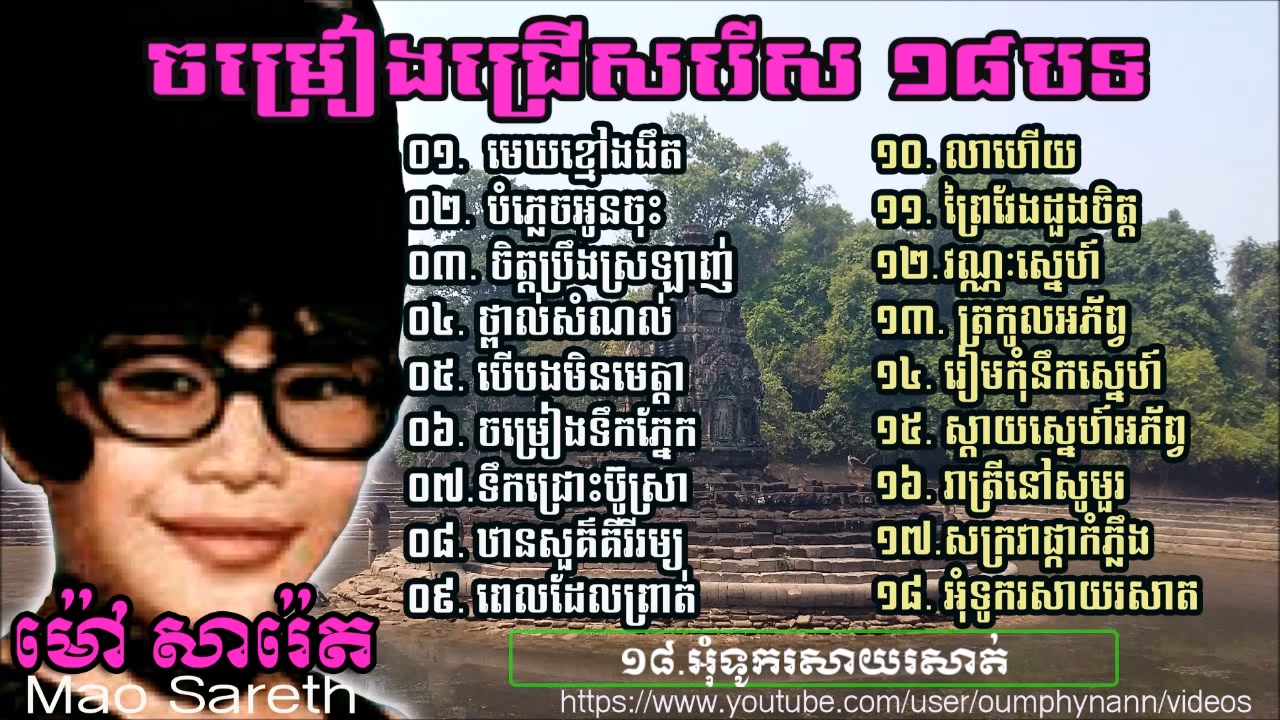 ចម្រៀងជ្រើសរើស ១៨បទ
០១. មេឃខ្មៅងងឹត
០២. បំភ្លេចអូនចុះ
០៣. ចិត្តប្រឹងស្រឡាញ់
០៤. ថ្ពាល់សំណល់
០៥. បើបងមិនមេត្តា
០៦. ចម្រៀងទឹកភ្នែក
០៧.ទឹកជ្រោះប៊ូស្រា
០៨. ឋានសួគ៏គីរីរម្យ
០៩. ពេលដែលព្រាត់
១០. លាហើយ
១១. ព្រៃវែងដួងចិត្ត
១២.វណ្ណៈស្នេហ៍
១៣. ត្រកូលអភ័ព្វ
១៤. រៀមកុំនឹកស្នេហ៍
១៥. ស្ដាយស្នេហ៍អភ័ព្វ
១៦. រាត្រីនៅសូមួរ
១៧.សក្រវាផ្កាកំភ្លឹង
១៨. អុំទូករសាយរសាត
ម៉ៅ សារ៉េត
Mao Sareth
១៨.អុំទូករសាយរសាត់
https://www.youtube.com/user/oumphynann/videos